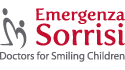 Emergenza
Sorrisi
Doctors for Smiling Children